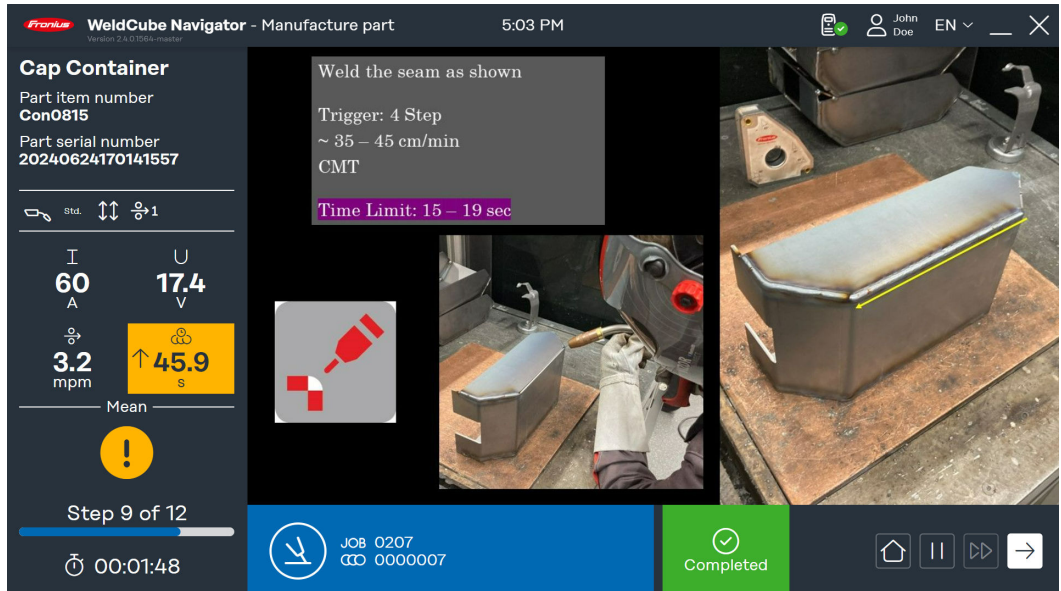 Fronius
WeldCube Navigator - Manufacture part
Version 2.4.0.1564-master
5:03 PM
John
Doe
EN
Cap Container
Part item number
Con0815
Part serial number
20240624170141557
Std.
1
I
60
A
U
17.4
V
3.2
mpm
45.9
s
Mean
!
Step 9 of 12
00:01:48
Weld the seam as shown
Trigger: 4 Step
~ 35 – 45 cm/min
CMT
Time Limit: 15 – 19 sec
JOB 0207
0000007
Completed